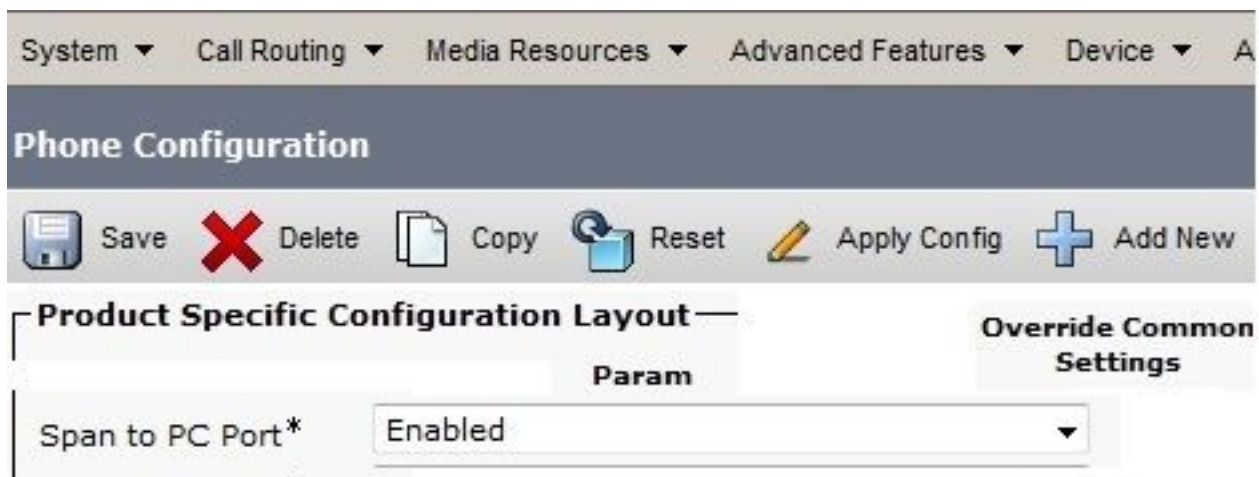 System Call Routing Media Resources Advanced Features Device A
Phone Configuration
Save Delete Copy Reset Apply Config Add New
Product Specific Configuration Layout
Override Common
Settings
Param
Span to PC Port* Enabled